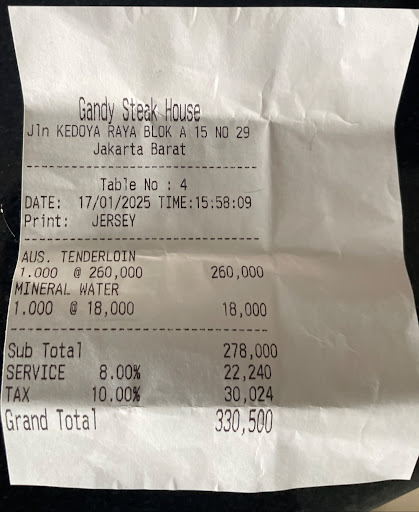 Gandy Steak House
Jln KEDOYA RAYA BLOK A 15 NO 29
Jakarta Barat
Table No : 4
DATE: 17/01/2025 TIME:15:58:09
Print: JERSEY
AUS. TENDERLOIN
1.000 @ 260,000 260,000
MINERAL WATER
1.000 @ 18,000 18,000
Sub Total 278,000
SERVICE 8.00% 22,240
TAX 10.00% 30,024
Grand Total 330,500